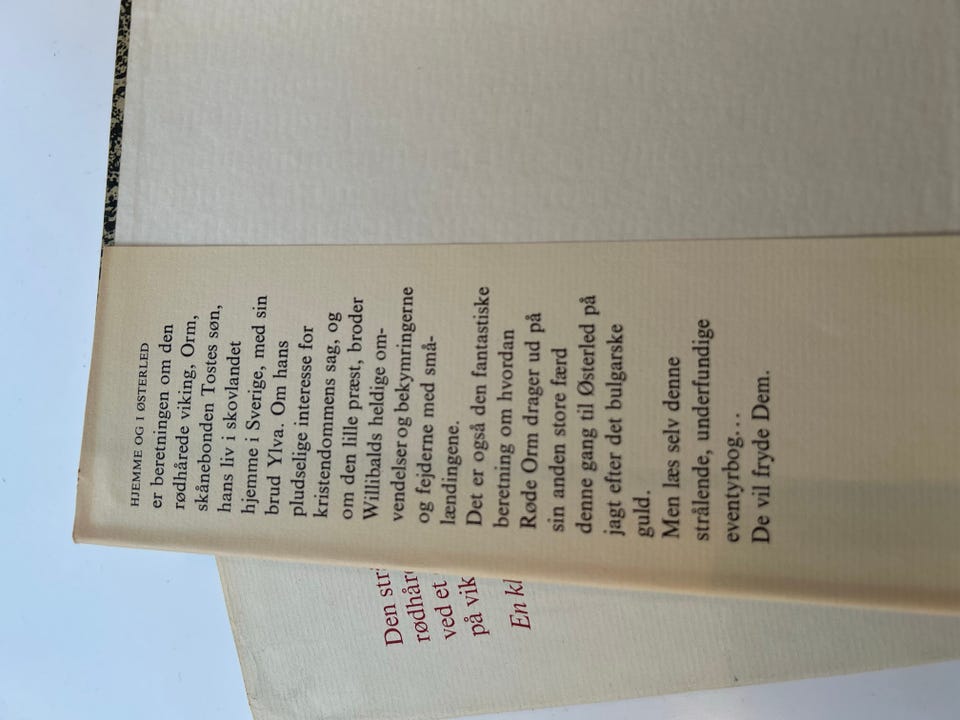 HJEMME OG I ØSTERLED
er beretningen om den
rødhårede viking, Orm,
skånebonden Tostes søn,
hans liv i skovlandet
hjemme i Sverige, med sin
brud Ylva. Om hans
pludselige interesse for
kristendommens sag, og
om den lille præst, broder
Willibalds heldige om-
vendelser og bekymringerne
og fejderne med små-
lændingene.
Det er også den fantastiske
beretning om hvordan
Røde Orm drager ud på
sin anden store færd
denne gang til Østerled på
jagt efter det bulgarske
guld.
Men læs selv denne
strålende, underfundige
eventyrbog...
De vil fryde Dem.
Den
ved et
på vik
En